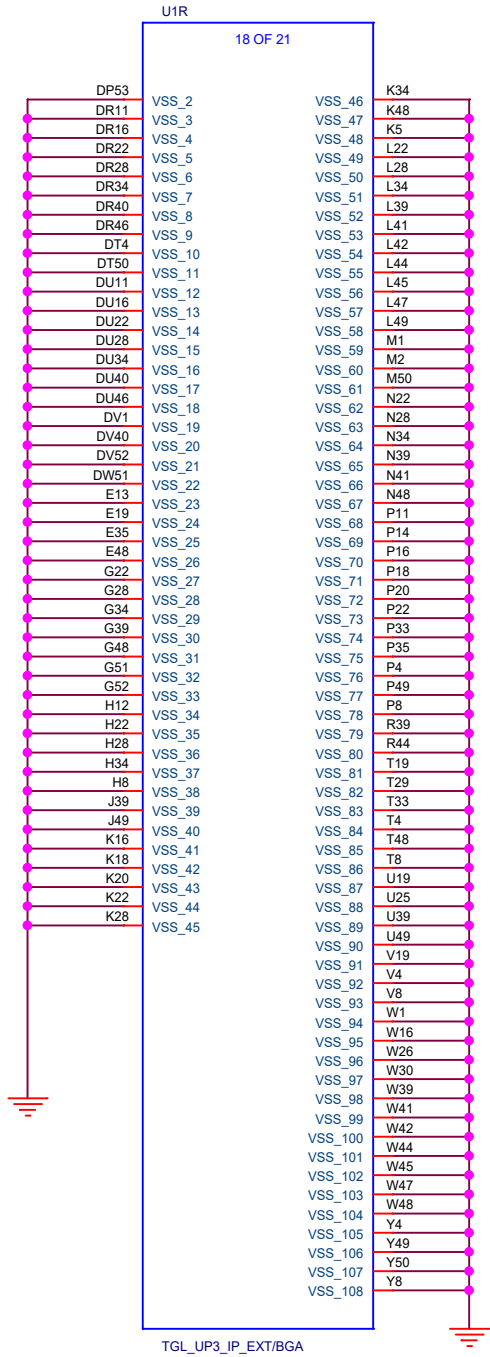 U1R
18 OF 21
DP53 VSS_2 VSS_46 K34
DR11 VSS_3 VSS_47 K48
DR16 VSS_4 VSS_48 K5
DR22 VSS_5 VSS_49 L22
DR28 VSS_6 VSS_50 L28
DR34 VSS_7 VSS_51 L34
DR40 VSS_8 VSS_52 L39
DR46 VSS_9 VSS_53 L41
DT4 VSS_10 VSS_54 L42
DT50 VSS_11 VSS_55 L44
DU11 VSS_12 VSS_56 L45
DU16 VSS_13 VSS_57 L47
DU22 VSS_14 VSS_58 L49
DU28 VSS_15 VSS_59 M1
DU34 VSS_16 VSS_60 M2
DU40 VSS_17 VSS_61 M50
DU46 VSS_18 VSS_62 N22
DV1 VSS_19 VSS_63 N28
DV40 VSS_20 VSS_64 N34
DV52 VSS_21 VSS_65 N39
DW51 VSS_22 VSS_66 N41
E13 VSS_23 VSS_67 N48
E19 VSS_24 VSS_68 P11
E35 VSS_25 VSS_69 P14
E48 VSS_26 VSS_70 P16
G22 VSS_27 VSS_71 P18
G28 VSS_28 VSS_72 P20
G34 VSS_29 VSS_73 P22
G39 VSS_30 VSS_74 P33
G48 VSS_31 VSS_75 P35
G51 VSS_32 VSS_76 P4
G52 VSS_33 VSS_77 P49
H12 VSS_34 VSS_78 P8
H22 VSS_35 VSS_79 R39
H28 VSS_36 VSS_80 R44
H34 VSS_37 VSS_81 T19
H8 VSS_38 VSS_82 T29
J39 VSS_39 VSS_83 T33
J49 VSS_40 VSS_84 T4
K16 VSS_41 VSS_85 T48
K18 VSS_42 VSS_86 T8
K20 VSS_43 VSS_87 U19
K22 VSS_44 VSS_88 U25
K28 VSS_45 VSS_89 U39
VSS_90 U49
VSS_91 V19
VSS_92 V4
VSS_93 V8
VSS_94 W1
VSS_95 W16
VSS_96 W26
VSS_97 W30
VSS_98 W39
VSS_99 W41
VSS_100 W42
VSS_101 W44
VSS_102 W45
VSS_103 W47
VSS_104 W48
VSS_105 Y4
VSS_106 Y49
VSS_107 Y50
VSS_108 Y8
TGL_UP3_IP_EXT/BGA